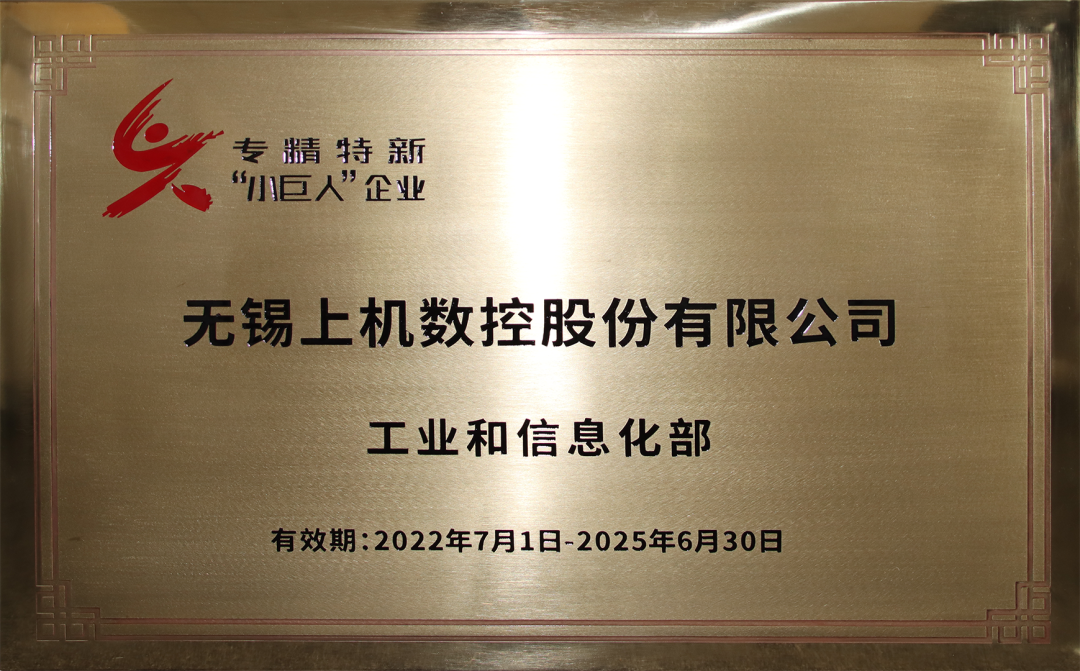 专精特新
“小巨人”企业
无锡上机数控股份有限公司
工业和信息化部
有效期:2022年7月1日-2025年6月30日